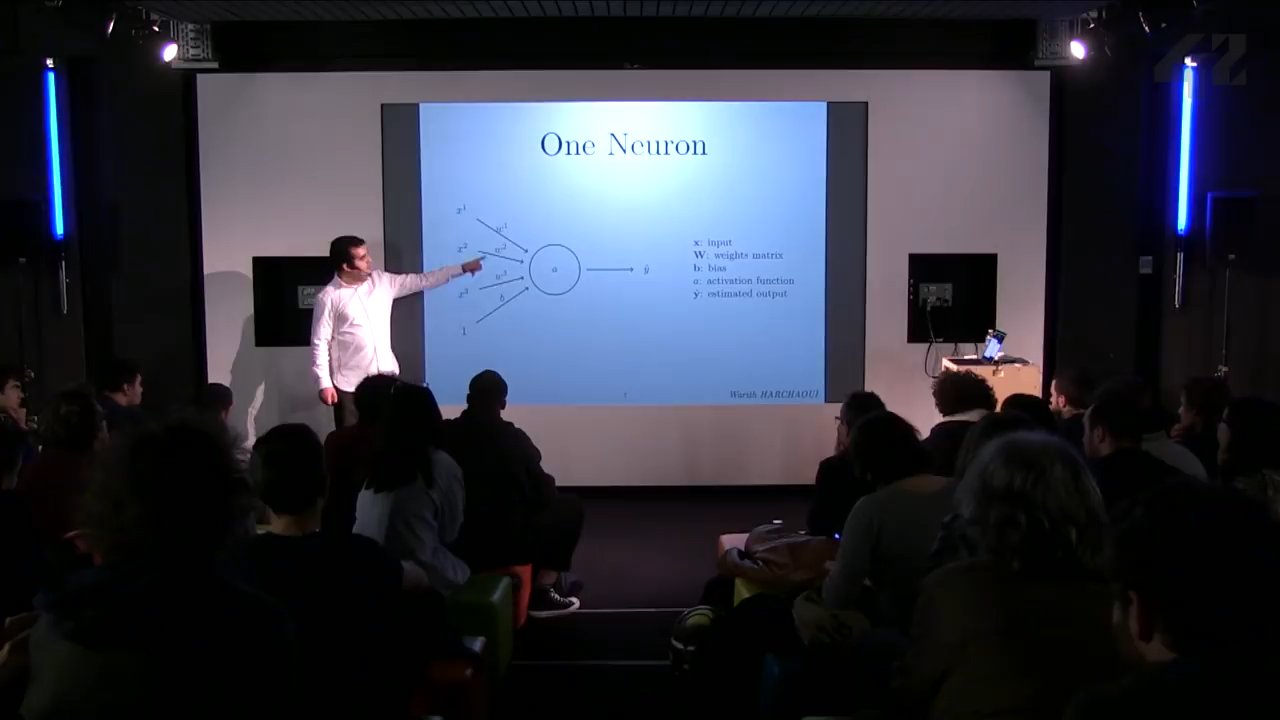 One Neuron
x¹
w¹
x²
w²
a
ŷ
w³
x³
b
1
x: input
W: weights matrix
b: bias
a: activation function
ŷ: estimated output
Warith HARCHAOUI